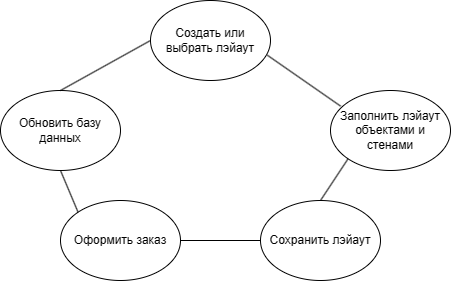 Создать или
выбрать лэйаут
Заполнить лэйаут
объектами и
стенами
Обновить базу
данных
Оформить заказ
Сохранить лэйаут